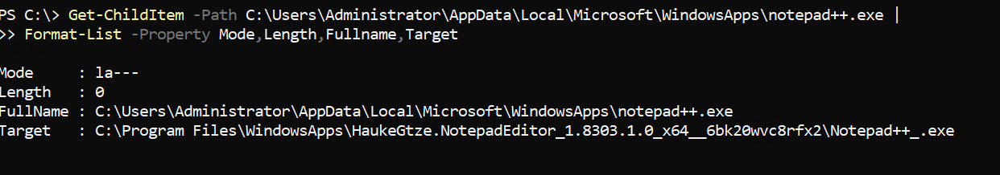 PS C:\> Get-ChildItem -Path C:\Users\Administrator\AppData\Local\Microsoft\WindowsApps\notepad++.exe |
>> Format-List -Property Mode,Length,Fullname,Target
Mode     : la---
Length   : 0
FullName : C:\Users\Administrator\AppData\Local\Microsoft\WindowsApps\notepad++.exe
Target   : C:\Program Files\WindowsApps\HaukeGtze.NotepadEditor_1.8303.1.0_x64__6bk20wvc8rfx2\Notepad++_.exe